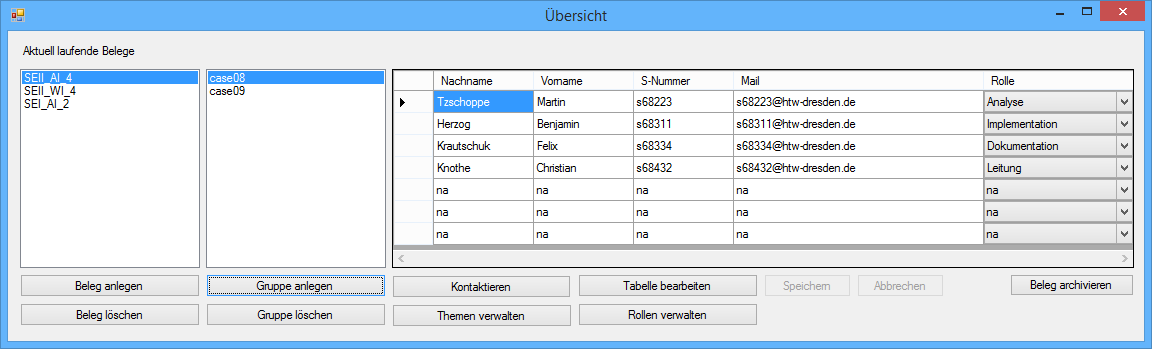 Übersicht
Aktuell laufende Belege
SEII_AI_4
SEII_WI_4
SEI_AI_2
case08
case09
Nachname Vorname S-Nummer Mail Rolle
Tzschoppe Martin s68223 s68223@htw-dresden.de Analyse
Herzog Benjamin s68311 s68311@htw-dresden.de Implementation
Krautschuk Felix s68334 s68334@htw-dresden.de Dokumentation
Knothe Christian s68432 s68432@htw-dresden.de Leitung
na na na na na
na na na na na
na na na na na
Beleg anlegen Gruppe anlegen Kontaktieren Tabelle bearbeiten Speichern Abbrechen Beleg archivieren
Beleg löschen Gruppe löschen Themen verwalten Rollen verwalten